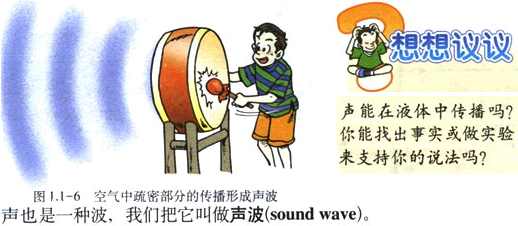 想想议议
声能在液体中传播吗?
你能找出事实或做实验
来支持你的说法吗?
图 1.1-6 空气中疏密部分的传播形成声波
声也是一种波，我们把它叫做声波(sound wave)。